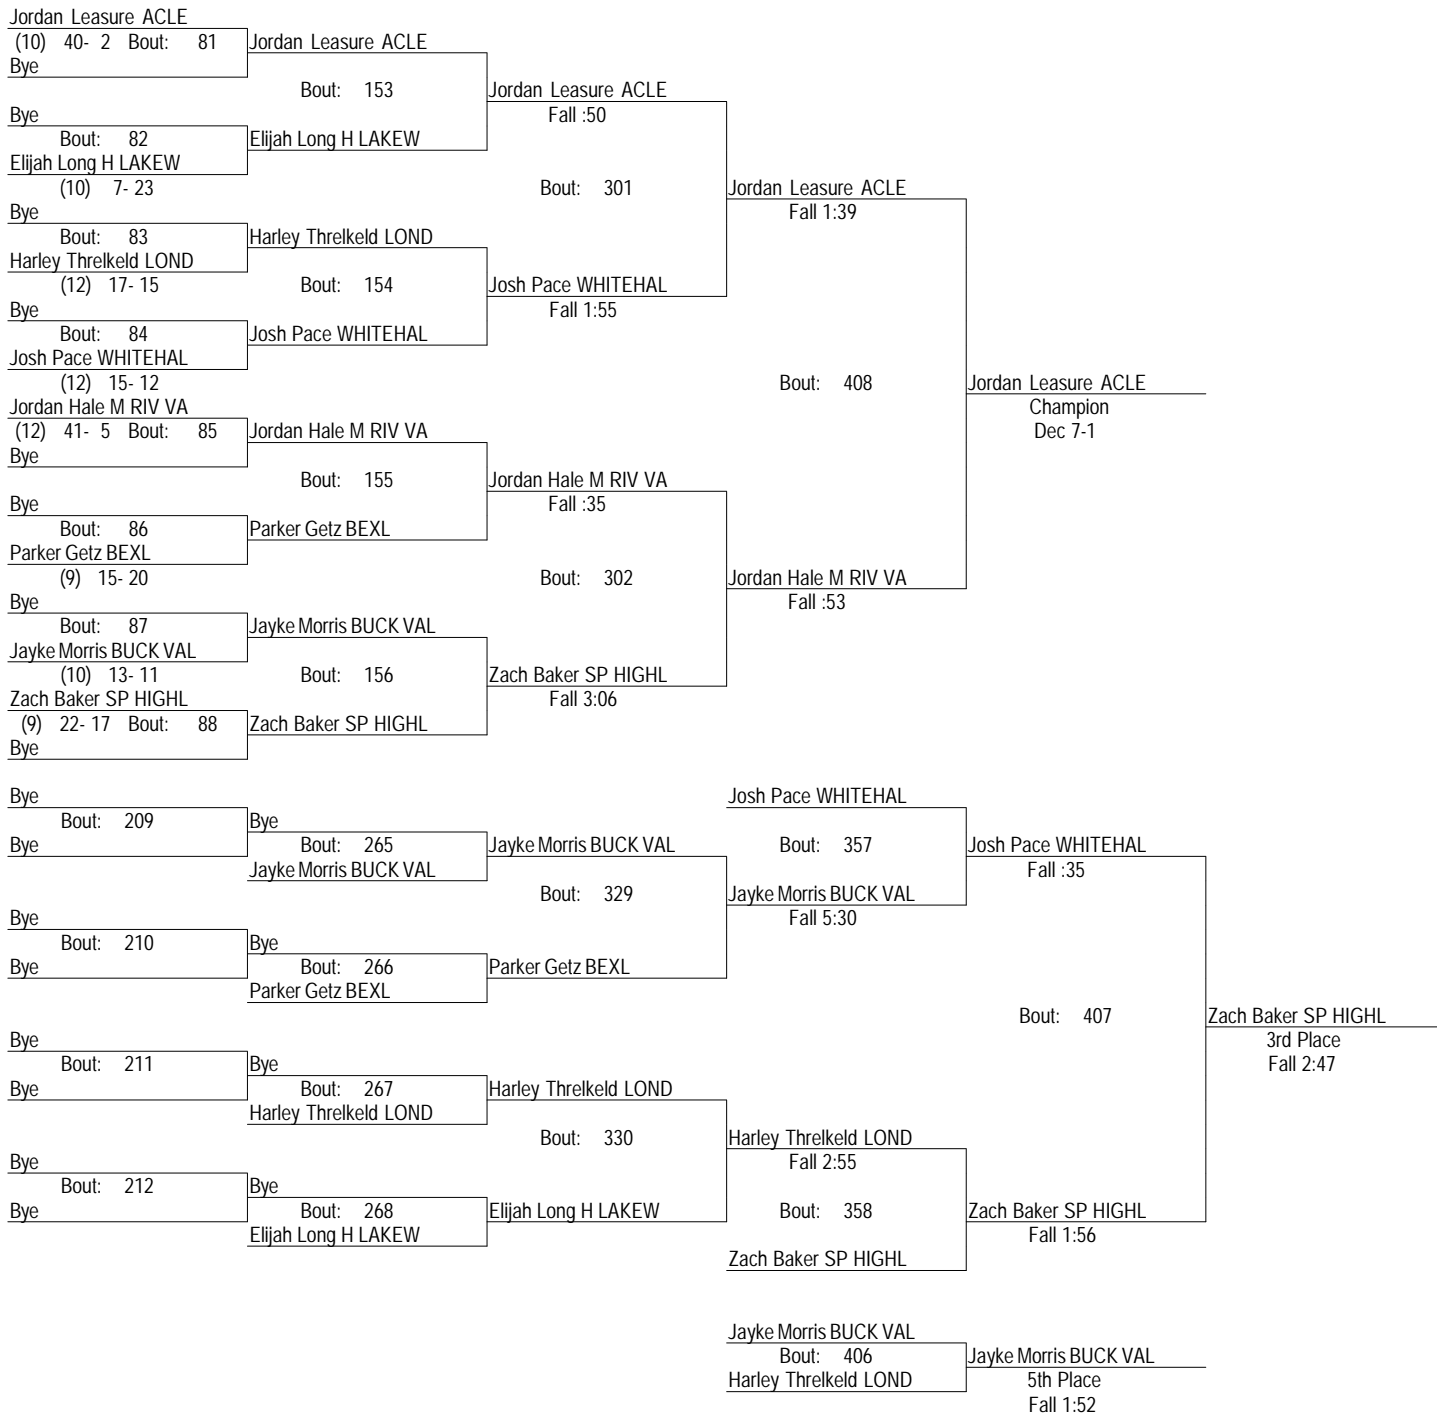 Jordan Leasure ACLE
(10) 40- 2 Bout: 81 Jordan Leasure ACLE
Bye
Bout: 153 Jordan Leasure ACLE
Bye Fall :50
Bout: 82 Elijah Long H LAKEW
Elijah Long H LAKEW
(10) 7- 23 Bout: 301 Jordan Leasure ACLE
Bye Fall 1:39
Bout: 83 Harley Threlkeld LOND
Harley Threlkeld LOND
(12) 17- 15 Bout: 154 Josh Pace WHITEHAL
Bye Fall 1:55
Bout: 84 Josh Pace WHITEHAL
Josh Pace WHITEHAL
(12) 15- 12 Bout: 408 Jordan Leasure ACLE
Jordan Hale M RIV VA Champion
(12) 41- 5 Bout: 85 Jordan Hale M RIV VA Dec 7-1
Bye
Bout: 155 Jordan Hale M RIV VA
Bye Fall :35
Bout: 86 Parker Getz BEXL
Parker Getz BEXL
(9) 15- 20 Bout: 302 Jordan Hale M RIV VA
Bye Fall :53
Bout: 87 Jayke Morris BUCK VAL
Jayke Morris BUCK VAL
(10) 13- 11 Bout: 156 Zach Baker SP HIGHL
Zach Baker SP HIGHL Fall 3:06
(9) 22- 17 Bout: 88 Zach Baker SP HIGHL
Bye
Bye Josh Pace WHITEHAL
Bout: 209 Bye
Bye Bout: 265 Jayke Morris BUCK VAL Bout: 357 Josh Pace WHITEHAL
Jayke Morris BUCK VAL Fall :35
Bout: 329 Jayke Morris BUCK VAL
Bye Fall 5:30
Bout: 210 Bye
Bye Bout: 266 Parker Getz BEXL
Parker Getz BEXL
Bout: 407 Zach Baker SP HIGHL
Bye 3rd Place
Bout: 211 Bye Fall 2:47
Bye Bout: 267 Harley Threlkeld LOND
Harley Threlkeld LOND
Bout: 330 Harley Threlkeld LOND
Bye Fall 2:55
Bout: 212 Bye
Bye Bout: 268 Elijah Long H LAKEW Bout: 358 Zach Baker SP HIGHL
Elijah Long H LAKEW Fall 1:56
Zach Baker SP HIGHL
Jayke Morris BUCK VAL
Bout: 406 Jayke Morris BUCK VAL
Harley Threlkeld LOND 5th Place
Fall 1:52